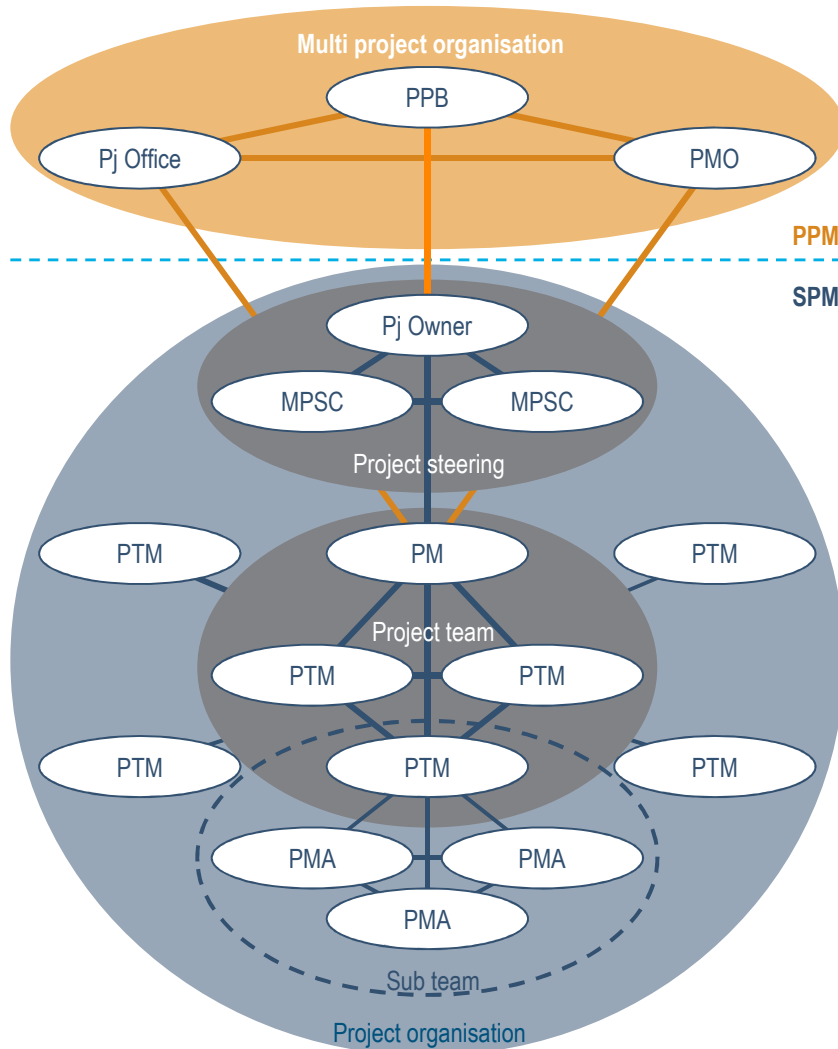 Multi project organisation
PPB
Pj Office
PMO
PPM
SPM
Pj Owner
MPSC
MPSC
Project steering
PTM
PM
PTM
Project team
PTM
PTM
PTM
PTM
PTM
PMA
PMA
PMA
Sub team
Project organisation